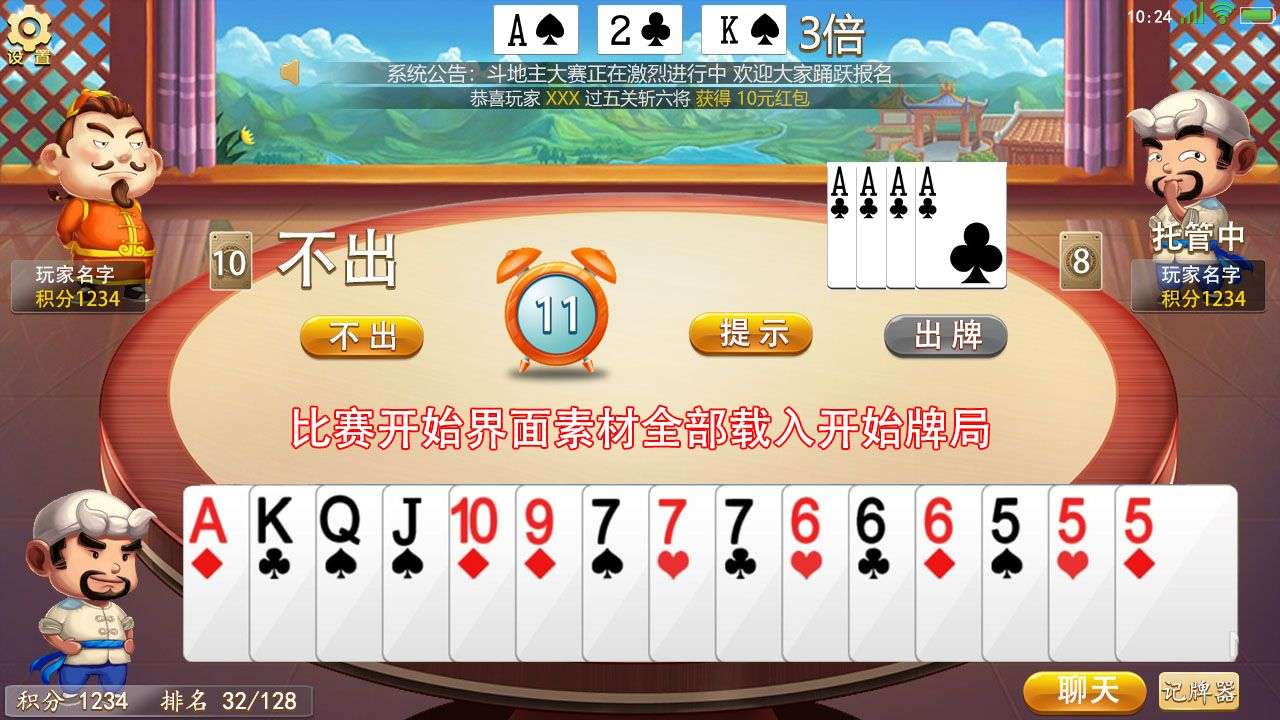 A 2 K 3倍
10:24
设置
系统公告：斗地主大赛正在激烈进行中 欢迎大家踊跃报名
恭喜玩家 XXX 过五关斩六将 获得 10元红包
A A A A
托管中
10 不出
8
玩家名字
积分1234
玩家名字
积分1234
11
不出 提示 出牌
比赛开始界面素材全部载入开始牌局
A K Q J 10 9 7 7 7 6 6 6 5 5 5
积分 1234 排名 32/128
聊天 记牌器